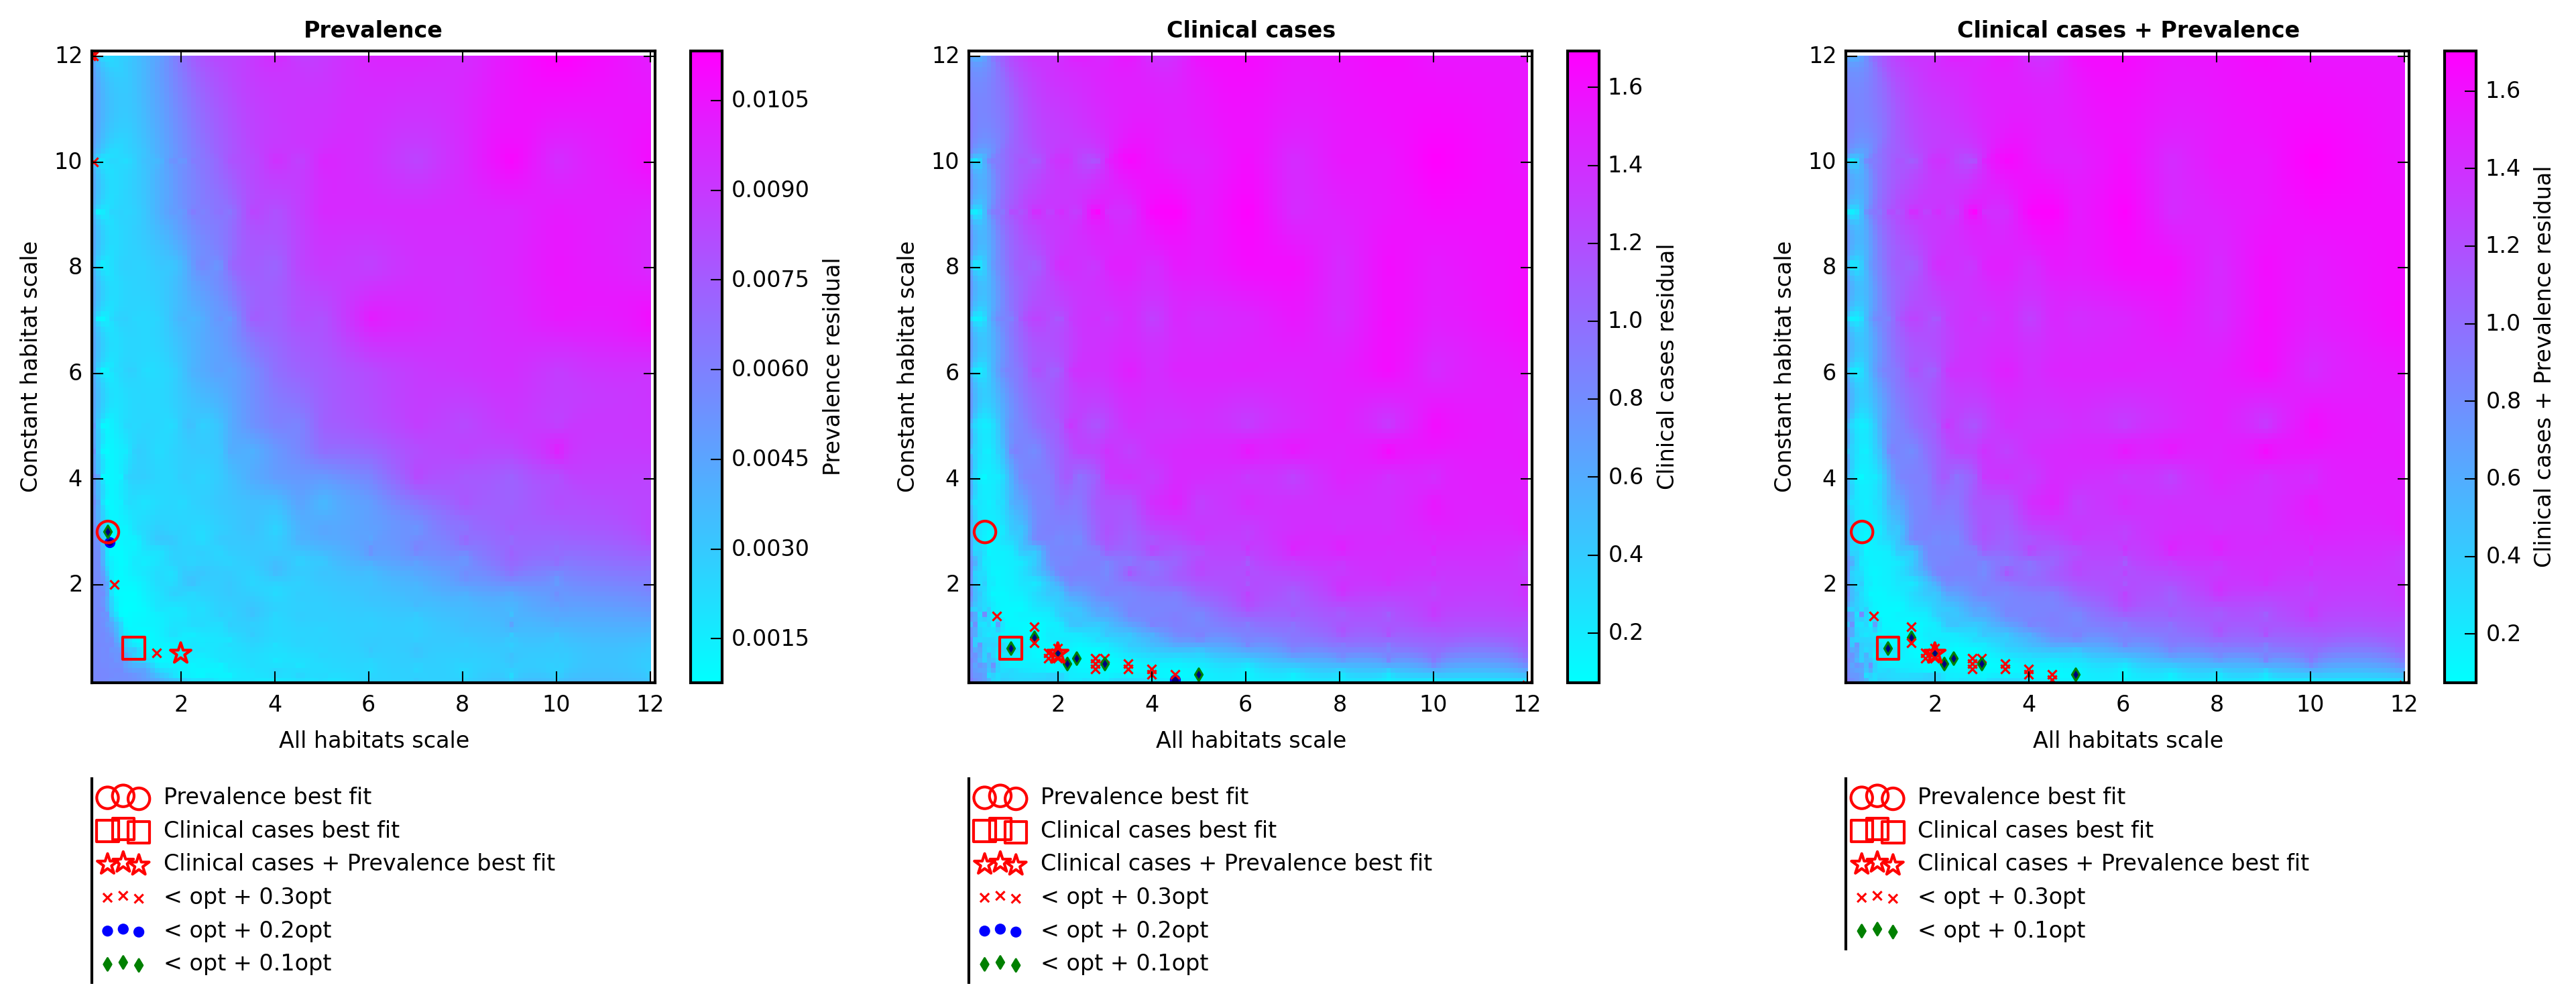 Prevalence
12
10
8
6
4
2
Constant habitat scale
2 4 6 8 10 12
All habitats scale
0.0105
0.0090
0.0075
0.0060
0.0045
0.0030
0.0015
Prevalence residual
Prevalence best fit
Clinical cases best fit
Clinical cases + Prevalence best fit
< opt + 0.3opt
< opt + 0.2opt
< opt + 0.1opt
Clinical cases
12
10
8
6
4
2
Constant habitat scale
2 4 6 8 10 12
All habitats scale
1.6
1.4
1.2
1.0
0.8
0.6
0.4
0.2
Clinical cases residual
Prevalence best fit
Clinical cases best fit
Clinical cases + Prevalence best fit
< opt + 0.3opt
< opt + 0.2opt
< opt + 0.1opt
Clinical cases + Prevalence
12
10
8
6
4
2
Constant habitat scale
2 4 6 8 10 12
All habitats scale
1.6
1.4
1.2
1.0
0.8
0.6
0.4
0.2
Clinical cases + Prevalence residual
Prevalence best fit
Clinical cases best fit
Clinical cases + Prevalence best fit
< opt + 0.3opt
< opt + 0.1opt